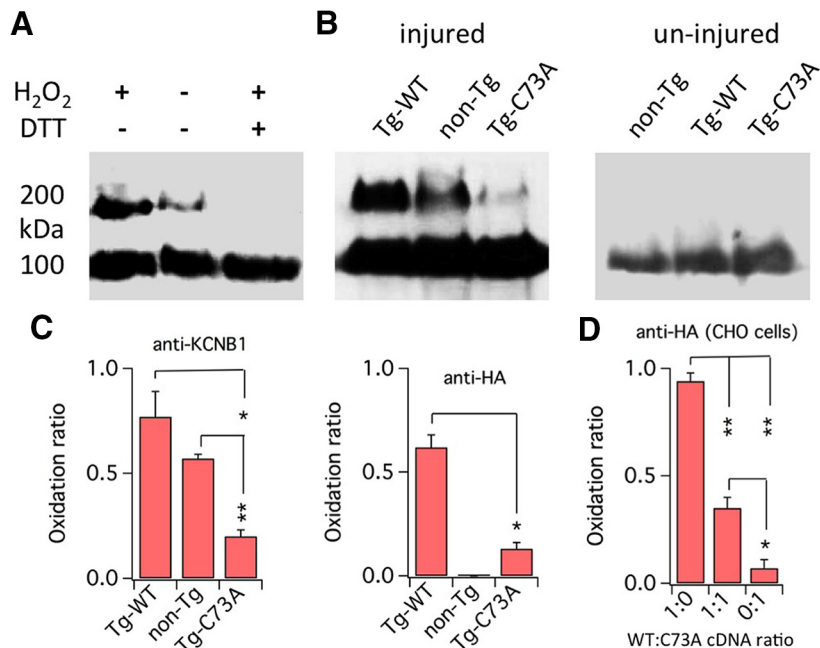 A
H₂O₂ + - +
DTT - - +
200
kDa
100
B
injured
Tg-WT non-Tg Tg-C73A
un-injured
non-Tg Tg-WT Tg-C73A
C
anti-KCNB1
Oxidation ratio
1.0
0.5
0.0
*
**
Tg-WT non-Tg Tg-C73A
anti-HA
Oxidation ratio
1.0
0.5
0.0
*
Tg-WT non-Tg Tg-C73A
D
anti-HA (CHO cells)
Oxidation ratio
1.0
0.5
0.0
** **
*
1:0 1:1 0:1
WT:C73A cDNA ratio